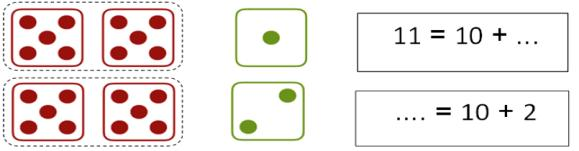 11 = 10 + ...
.... = 10 + 2